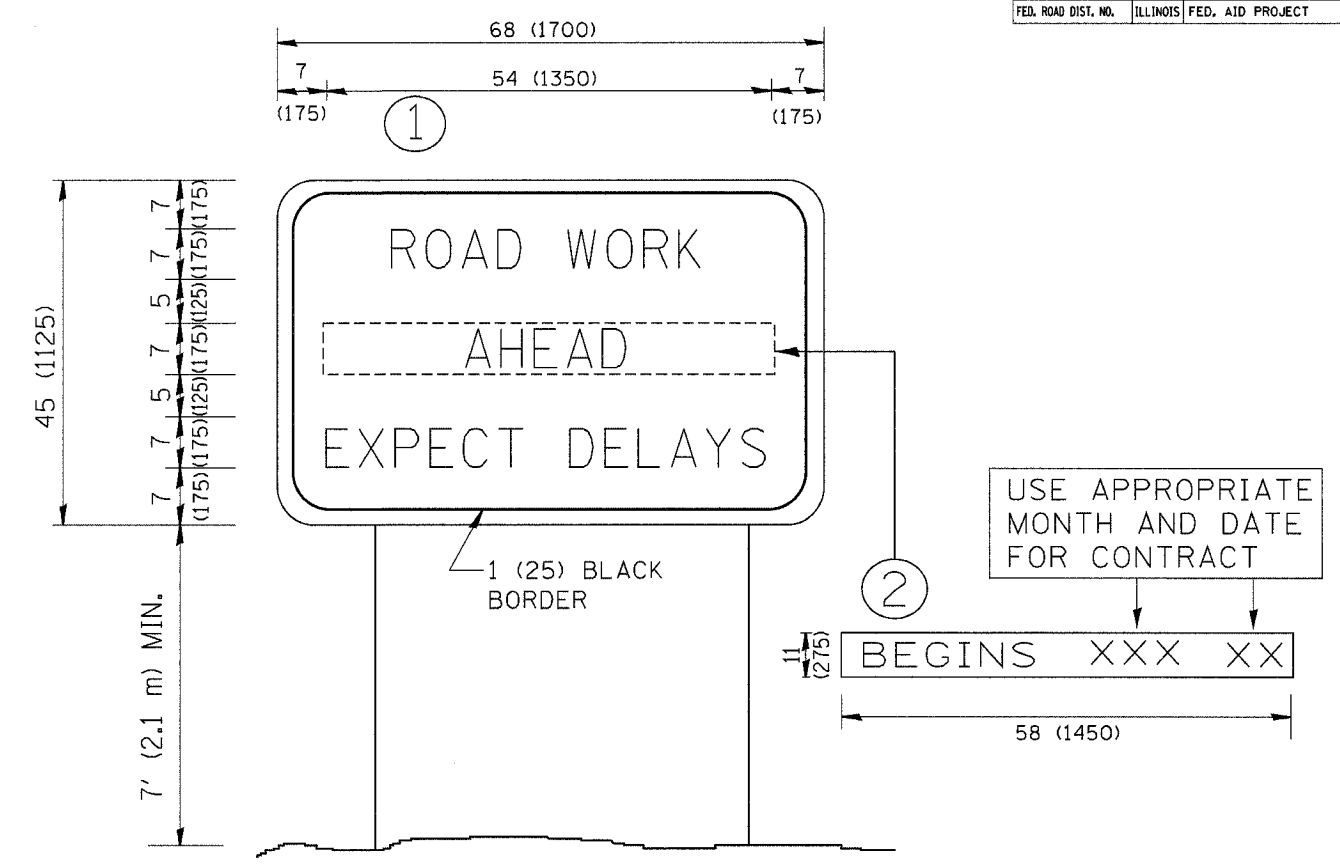 FED. ROAD DIST. NO. ILLINOIS FED. AID PROJECT
68 (1700)
7 54 (1350) 7
(175) (175)
1
45 (1125)
7 (175)
7 (175)
5 (125)
7 (175)
5 (125)
7 (175)
7 (175)
ROAD WORK
AHEAD
EXPECT DELAYS
1 (25) BLACK
BORDER
7' (2.1 m) MIN.
2
USE APPROPRIATE
MONTH AND DATE
FOR CONTRACT
11
(275)
BEGINS XXX XX
58 (1450)